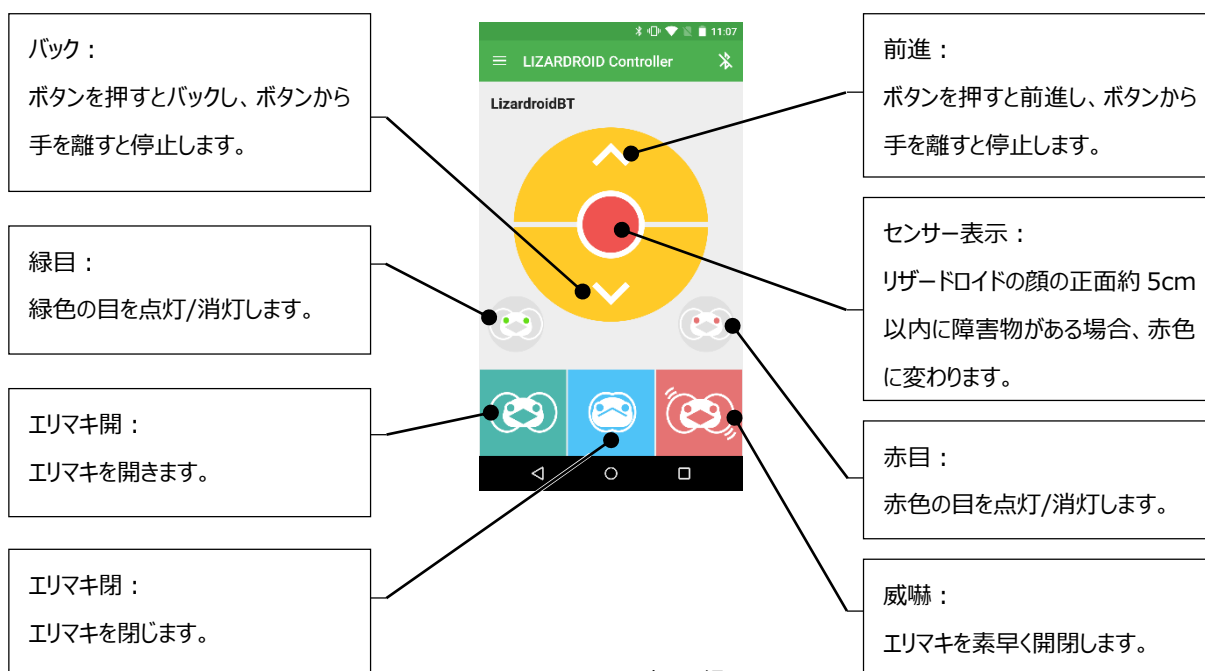 バック：
ボタンを押すとバックし、ボタンから
手を離すと停止します。
緑目：
緑色の目を点灯/消灯します。
エリマキ開：
エリマキを開きます。
エリマキ閉：
エリマキを閉じます。
11:07
LIZARDROID Controller
LizardroidBT
前進：
ボタンを押すと前進し、ボタンから
手を離すと停止します。
センサー表示：
リザードロイドの顔の正面約 5cm
以内に障害物がある場合、赤色
に変わります。
赤目：
赤色の目を点灯/消灯します。
威嚇：
エリマキを素早く開閉します。